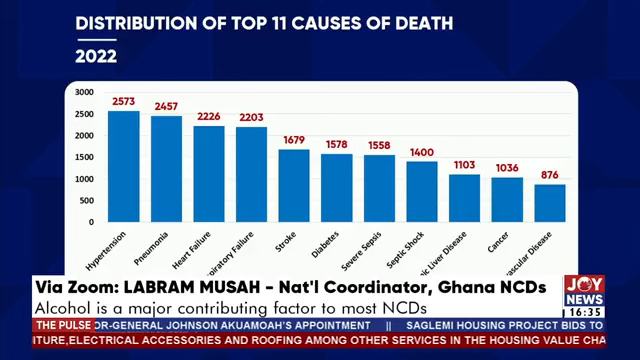 DISTRIBUTION OF TOP 11 CAUSES OF DEATH
2022
3000
2500
2000
1500
1000
500
0
2573
2457
2226
2203
1679
1578
1558
1400
1103
1036
876
Hypertension
Pneumonia
Heart Failure
Failure
Stroke
Diabetes
Severe Sepsis
Septic Shock
Liver Disease
Cancer
Disease
Via Zoom: LABRAM MUSAH - Nat'l Coordinator, Ghana NCDs
Alcohol is a major contributing factor to most NCDs
JOY
NEWS
16:35
THE PULSE OR-GENERAL JOHNSON AKUAMOAH'S APPOINTMENT || SAGLEMI HOUSING PROJECT BIDS TO
ITURE,ELECTRICAL ACCESSORIES AND ROOFING AMONG OTHER SERVICES IN THE HOUSING VALUE CHA